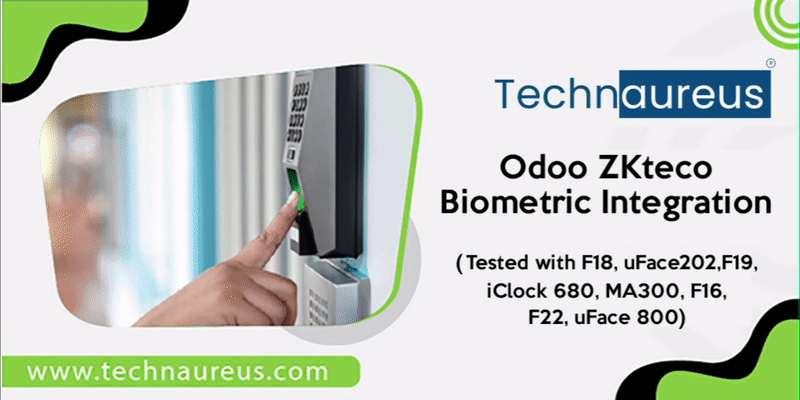 Technaureus®
Odoo ZKteco
Biometric Integration
(Tested with F18, uFace202,F19,
iClock 680, MA300, F16,
F22, uFace 800)
www.technaureus.com